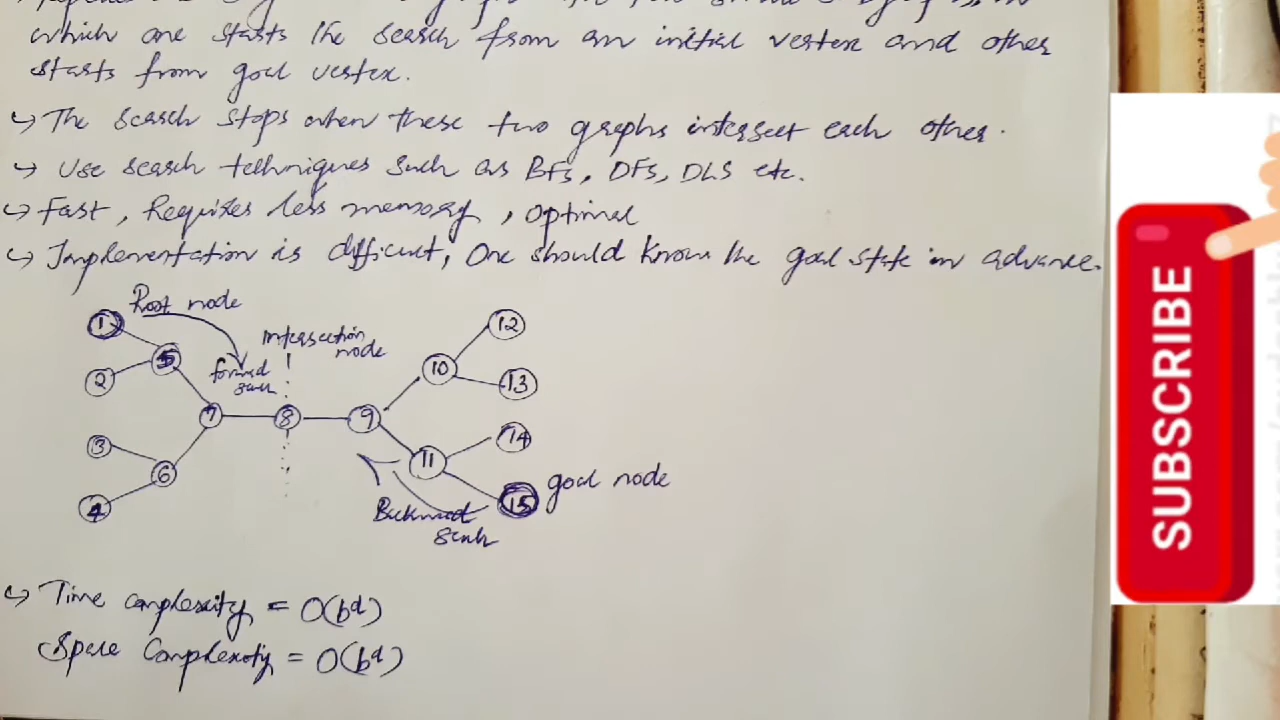 which one starts the search from an initial vertex and other
starts from goal vertex.
↳ The search stops when these two graphs intersect each other.
↳ Use search techniques such as BFS, DFS, DLS etc.
↳ Fast, Requires less memory, Optimal
↳ Implementation is difficult, One should know the goal state in advance.
Root node
1
12
intersection
node
5
forward
search
10
2
13
7
8
9
3
14
6
11
goal node
4
15
Backward
search
↳ Time complexity = O(b^d)
Space Complexity = O(b^d)
SUBSCRIBE